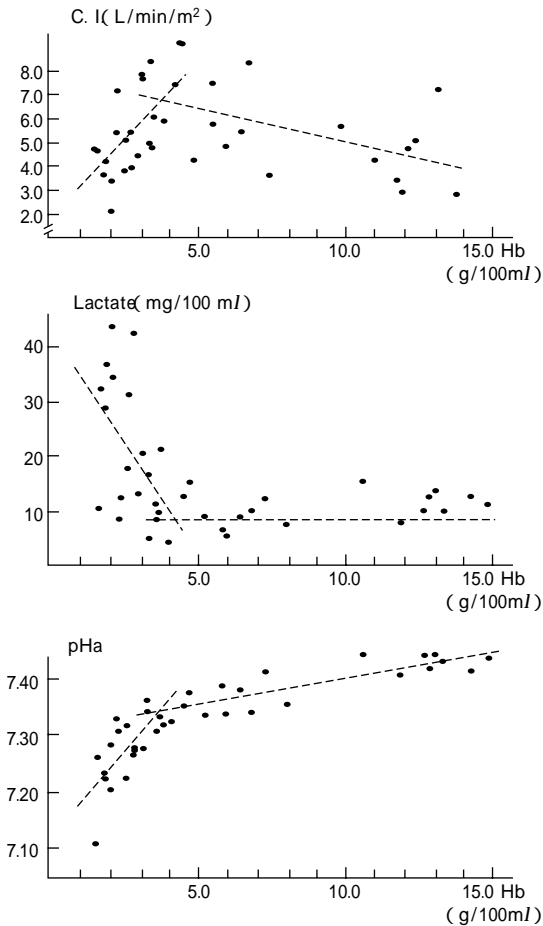 C. I( L/min/m²)
8.0
7.0
6.0
5.0
4.0
3.0
2.0
5.0 10.0 15.0 Hb
( g/100ml )
Lactate( mg/100 ml)
40
30
20
10
5.0 10.0 15.0 Hb
( g/100ml )
pHa
7.40
7.30
7.20
7.10
5.0 10.0 15.0 Hb
( g/100ml )